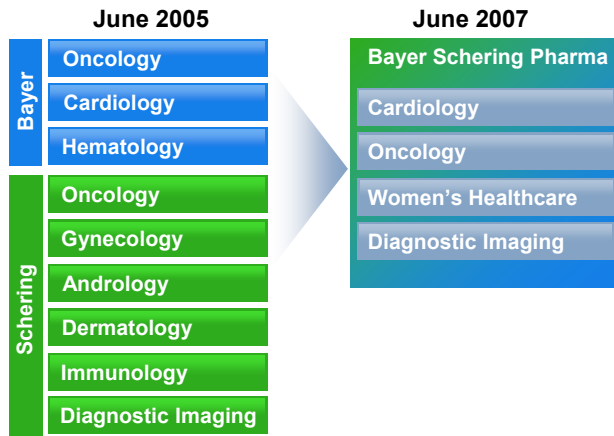 June 2005
Bayer
Oncology
Cardiology
Hematology
Schering
Oncology
Gynecology
Andrology
Dermatology
Immunology
Diagnostic Imaging
June 2007
Bayer Schering Pharma
Cardiology
Oncology
Women’s Healthcare
Diagnostic Imaging